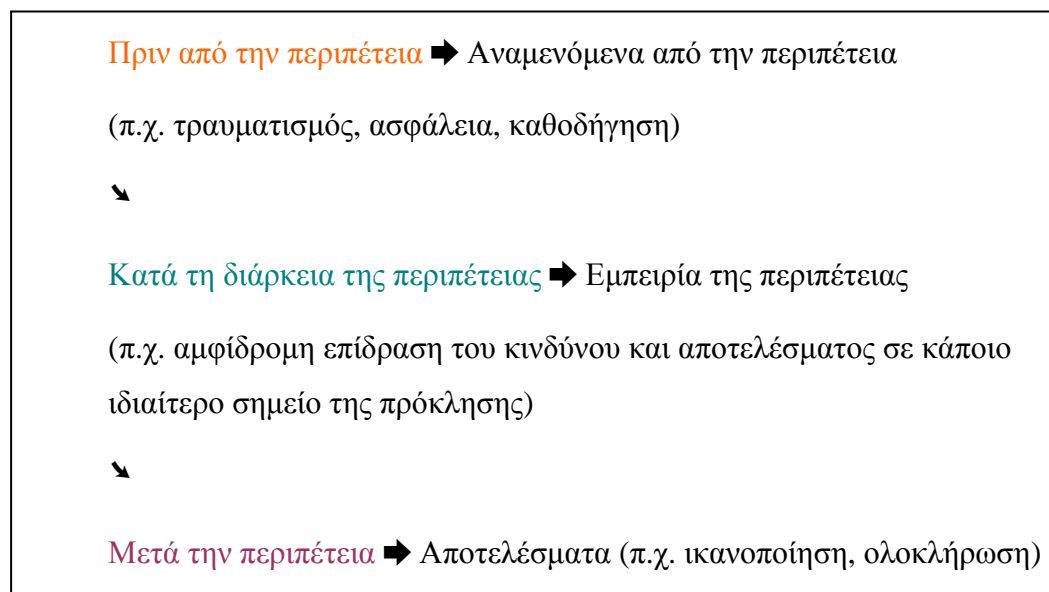 Πριν από την περιπέτεια ➡ Αναμενόμενα από την περιπέτεια
(π.χ. τραυματισμός, ασφάλεια, καθοδήγηση)
➘
Κατά τη διάρκεια της περιπέτειας ➡ Εμπειρία της περιπέτειας
(π.χ. αμφίδρομη επίδραση του κινδύνου και αποτελέσματος σε κάποιο
ιδιαίτερο σημείο της πρόκλησης)
➘
Μετά την περιπέτεια ➡ Αποτελέσματα (π.χ. ικανοποίηση, ολοκλήρωση)